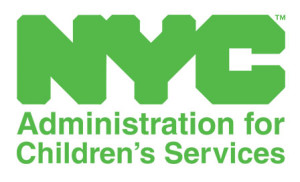 NYC™
Administration for
Children's Services